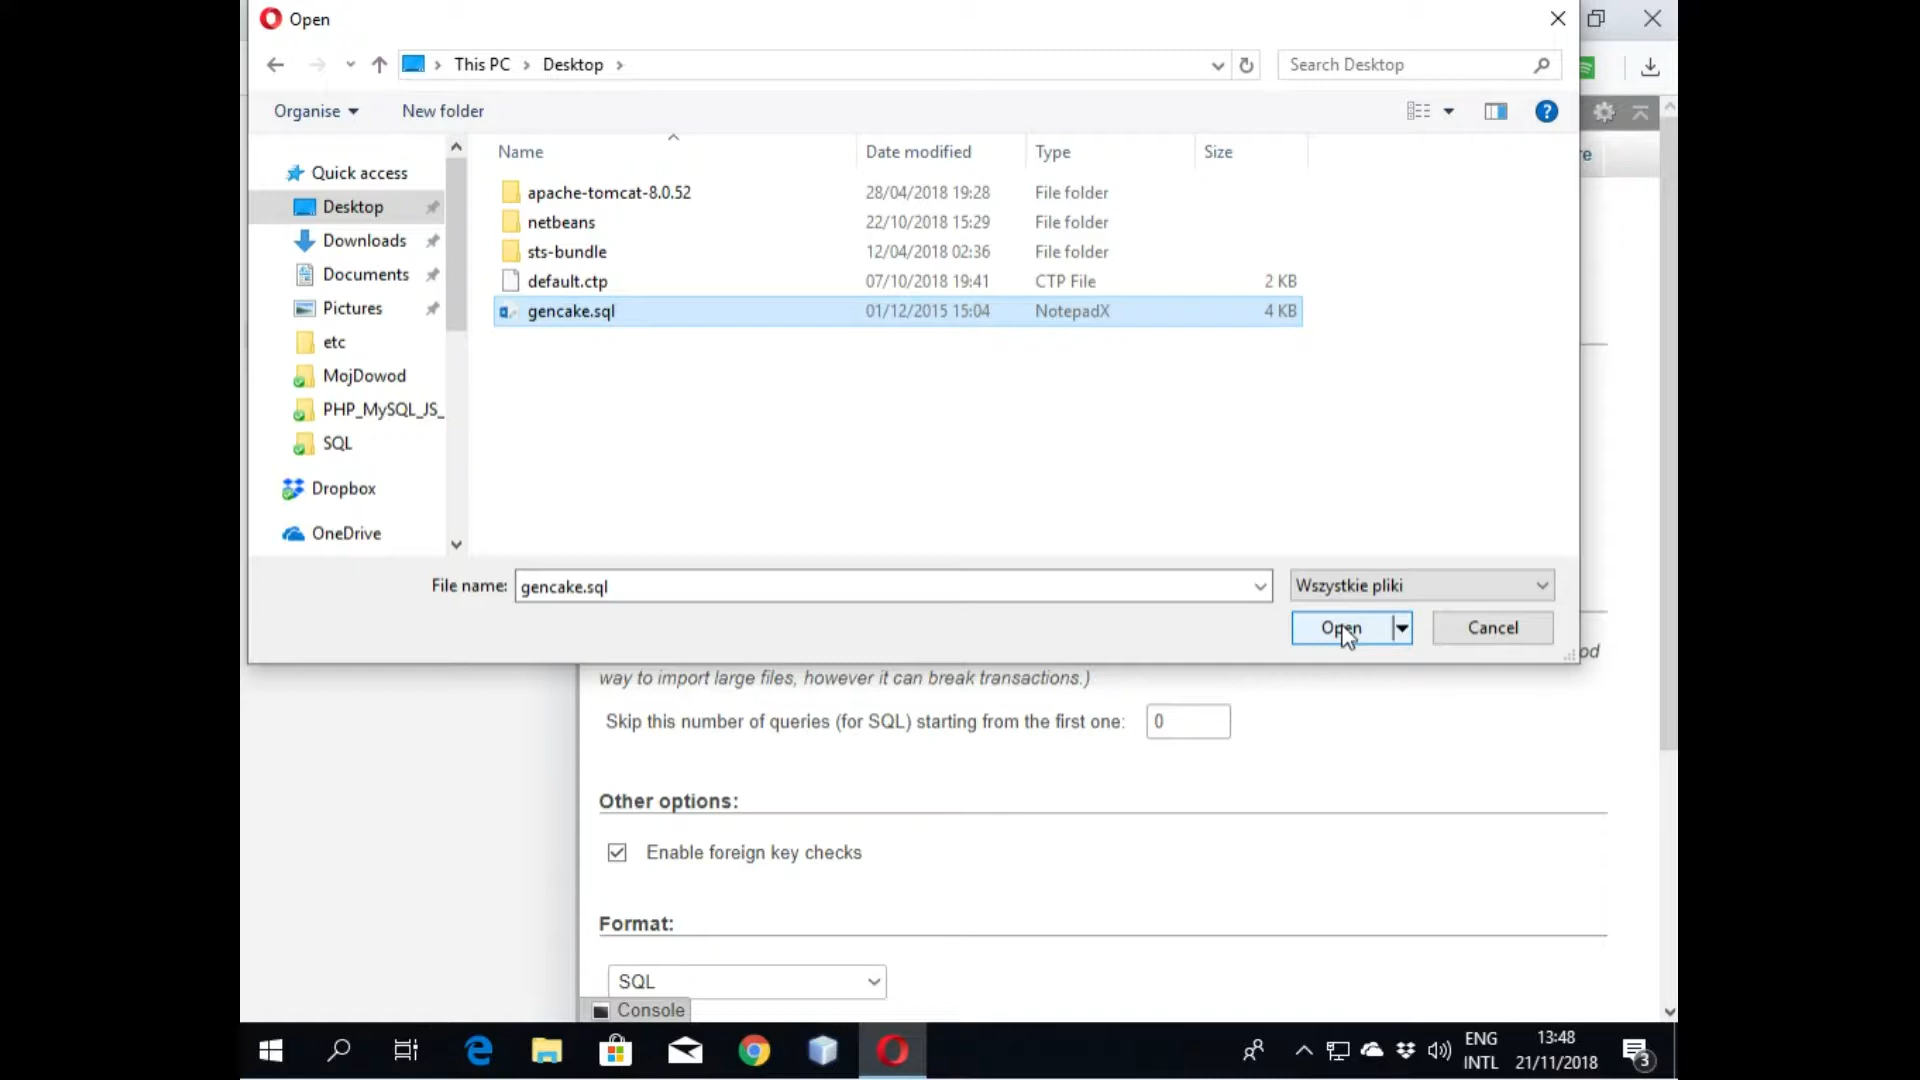 Open
This PC > Desktop >
Search Desktop
Organise
New folder
?
Name
Date modified
Type
Size
Quick access
Desktop
Downloads
Documents
Pictures
etc
MojDowod
PHP_MySQL_JS_
SQL
Dropbox
OneDrive
apache-tomcat-8.0.52 28/04/2018 19:28 File folder
netbeans 22/10/2018 15:29 File folder
sts-bundle 12/04/2018 02:36 File folder
default.ctp 07/10/2018 19:41 CTP File 2 KB
gencake.sql 01/12/2015 15:04 NotepadX 4 KB
File name: gencake.sql
Wszystkie pliki
Open
Cancel
re
od
way to import large files, however it can break transactions.)
Skip this number of queries (for SQL) starting from the first one: 0
Other options:
Enable foreign key checks
Format:
SQL
Console
ENG
INTL
13:48
21/11/2018
3